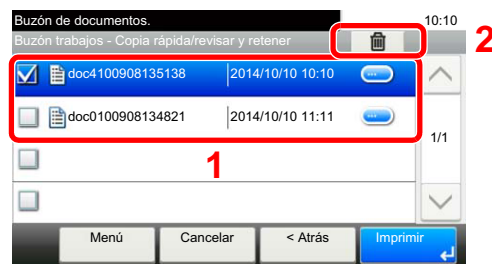 Buzón de documentos. 10:10
Buzón trabajos - Copia rápida/revisar y retener
2
doc4100908135138 2014/10/10 10:10
doc0100908134821 2014/10/10 11:11
1/1
1
Menú Cancelar < Atrás Imprimir